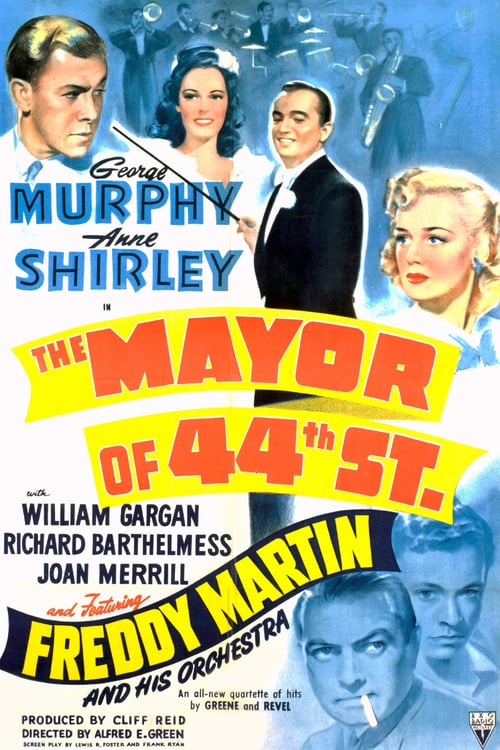 George
MURPHY
Anne
SHIRLEY
IN
THE MAYOR
OF 44th ST.
with
WILLIAM GARGAN
RICHARD BARTHELMESS
JOAN MERRILL
and Featuring
FREDDY MARTIN
AND HIS ORCHESTRA
An all-new quartette of hits
by GREENE and REVEL
PRODUCED BY CLIFF REID
DIRECTED BY ALFRED E. GREEN
SCREEN PLAY BY LEWIS R. FOSTER AND FRANK RYAN
RKO
RADIO